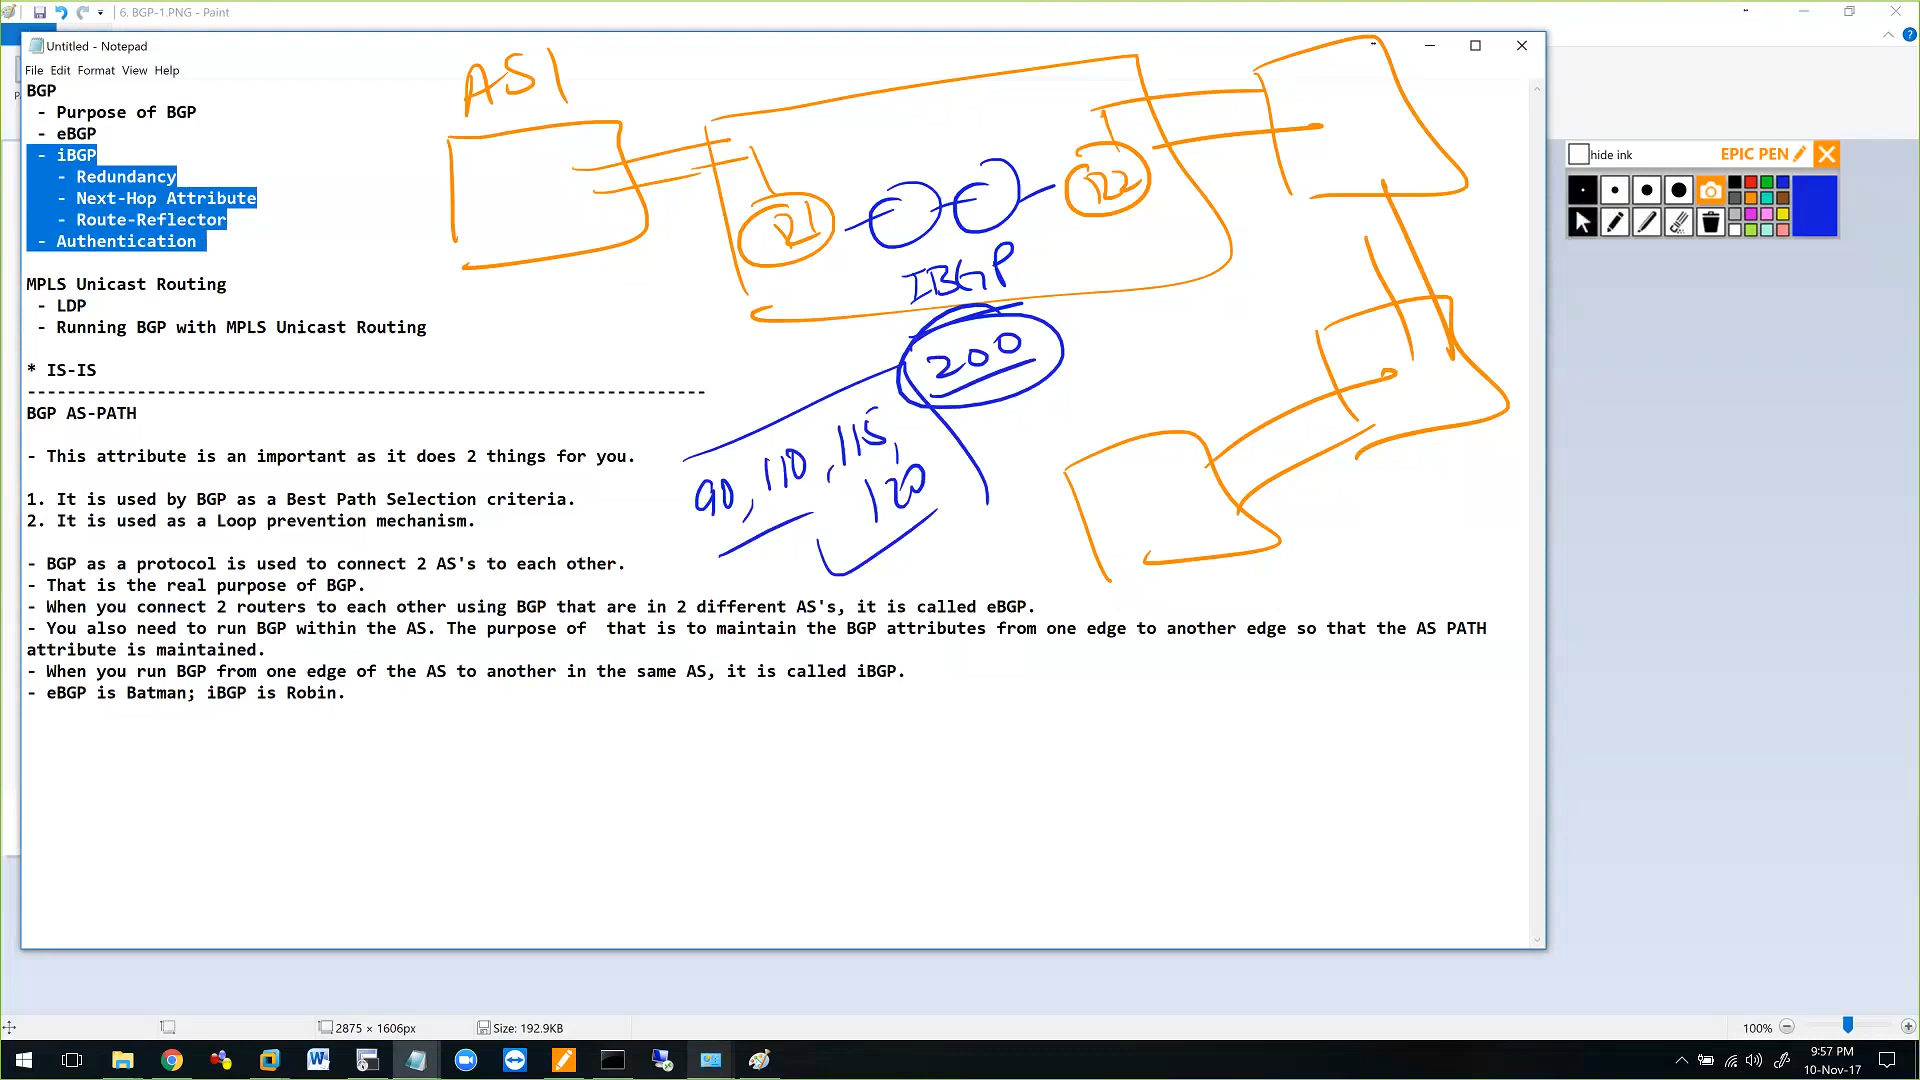 6. BGP-1.PNG - Paint
Untitled - Notepad
File Edit Format View Help
BGP
- Purpose of BGP
- eBGP
- iBGP
- Redundancy
- Next-Hop Attribute
- Route-Reflector
- Authentication
MPLS Unicast Routing
- LDP
- Running BGP with MPLS Unicast Routing
* IS-IS
--------------------------------------------------------------------
BGP AS-PATH
- This attribute is an important as it does 2 things for you.
1. It is used by BGP as a Best Path Selection criteria.
2. It is used as a Loop prevention mechanism.
- BGP as a protocol is used to connect 2 AS's to each other.
- That is the real purpose of BGP.
- When you connect 2 routers to each other using BGP that are in 2 different AS's, it is called eBGP.
- You also need to run BGP within the AS. The purpose of  that is to maintain the BGP attributes from one edge to another edge so that the AS PATH
attribute is maintained.
- When you run BGP from one edge of the AS to another in the same AS, it is called iBGP.
- eBGP is Batman; iBGP is Robin.
AS1
R1
R2
IBGP
200
90, 110, 115,
120
hide ink EPIC PEN
2875 × 1606px
Size: 192.9KB
100%
9:57 PM
10-Nov-17